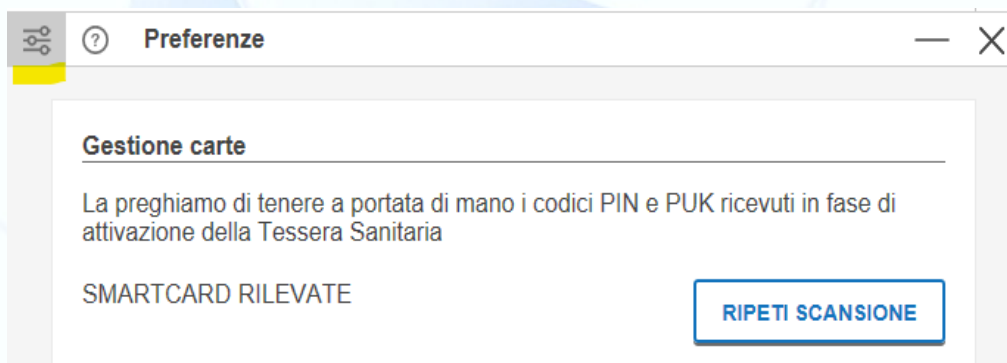 Preferenze
Gestione carte
La preghiamo di tenere a portata di mano i codici PIN e PUK ricevuti in fase di
attivazione della Tessera Sanitaria
SMARTCARD RILEVATE
RIPETI SCANSIONE